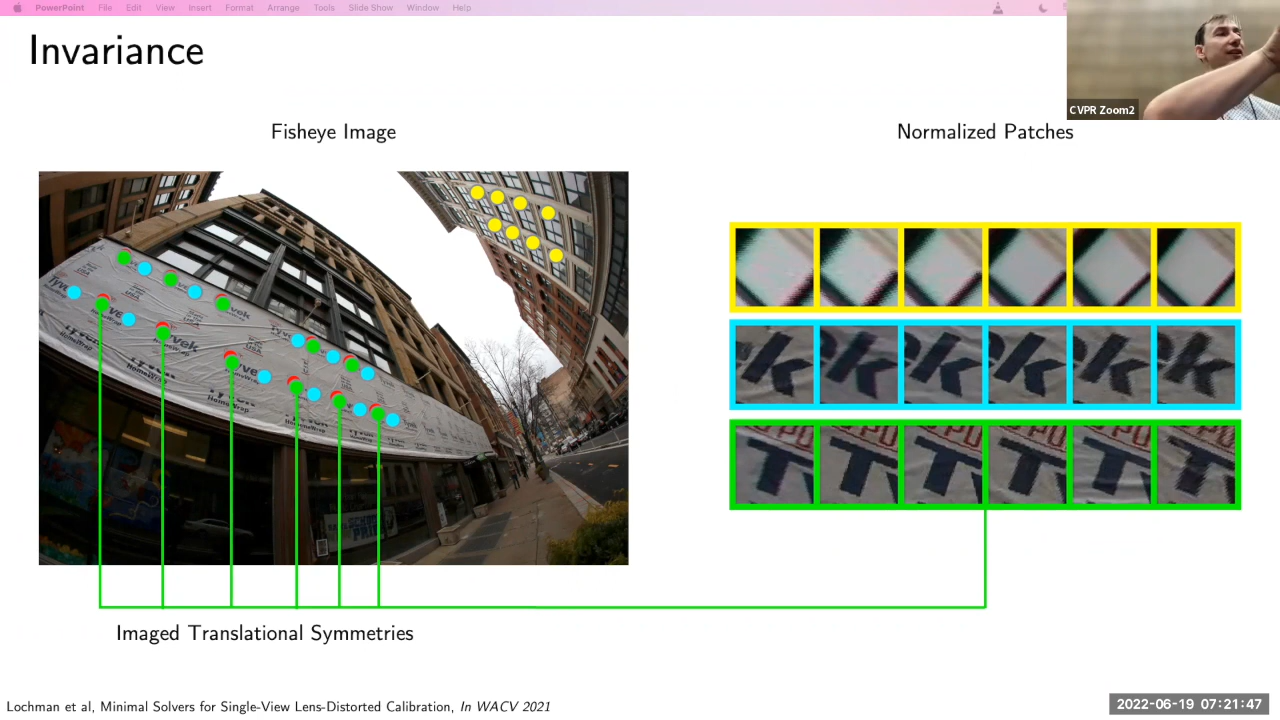 PowerPoint File Edit View Insert Format Arrange Tools Slide Show Window Help
Invariance
CVPR Zoom2
Fisheye Image
Normalized Patches
Imaged Translational Symmetries
Lochman et al, Minimal Solvers for Single-View Lens-Distorted Calibration, In WACV 2021
2022-06-19 07:21:47